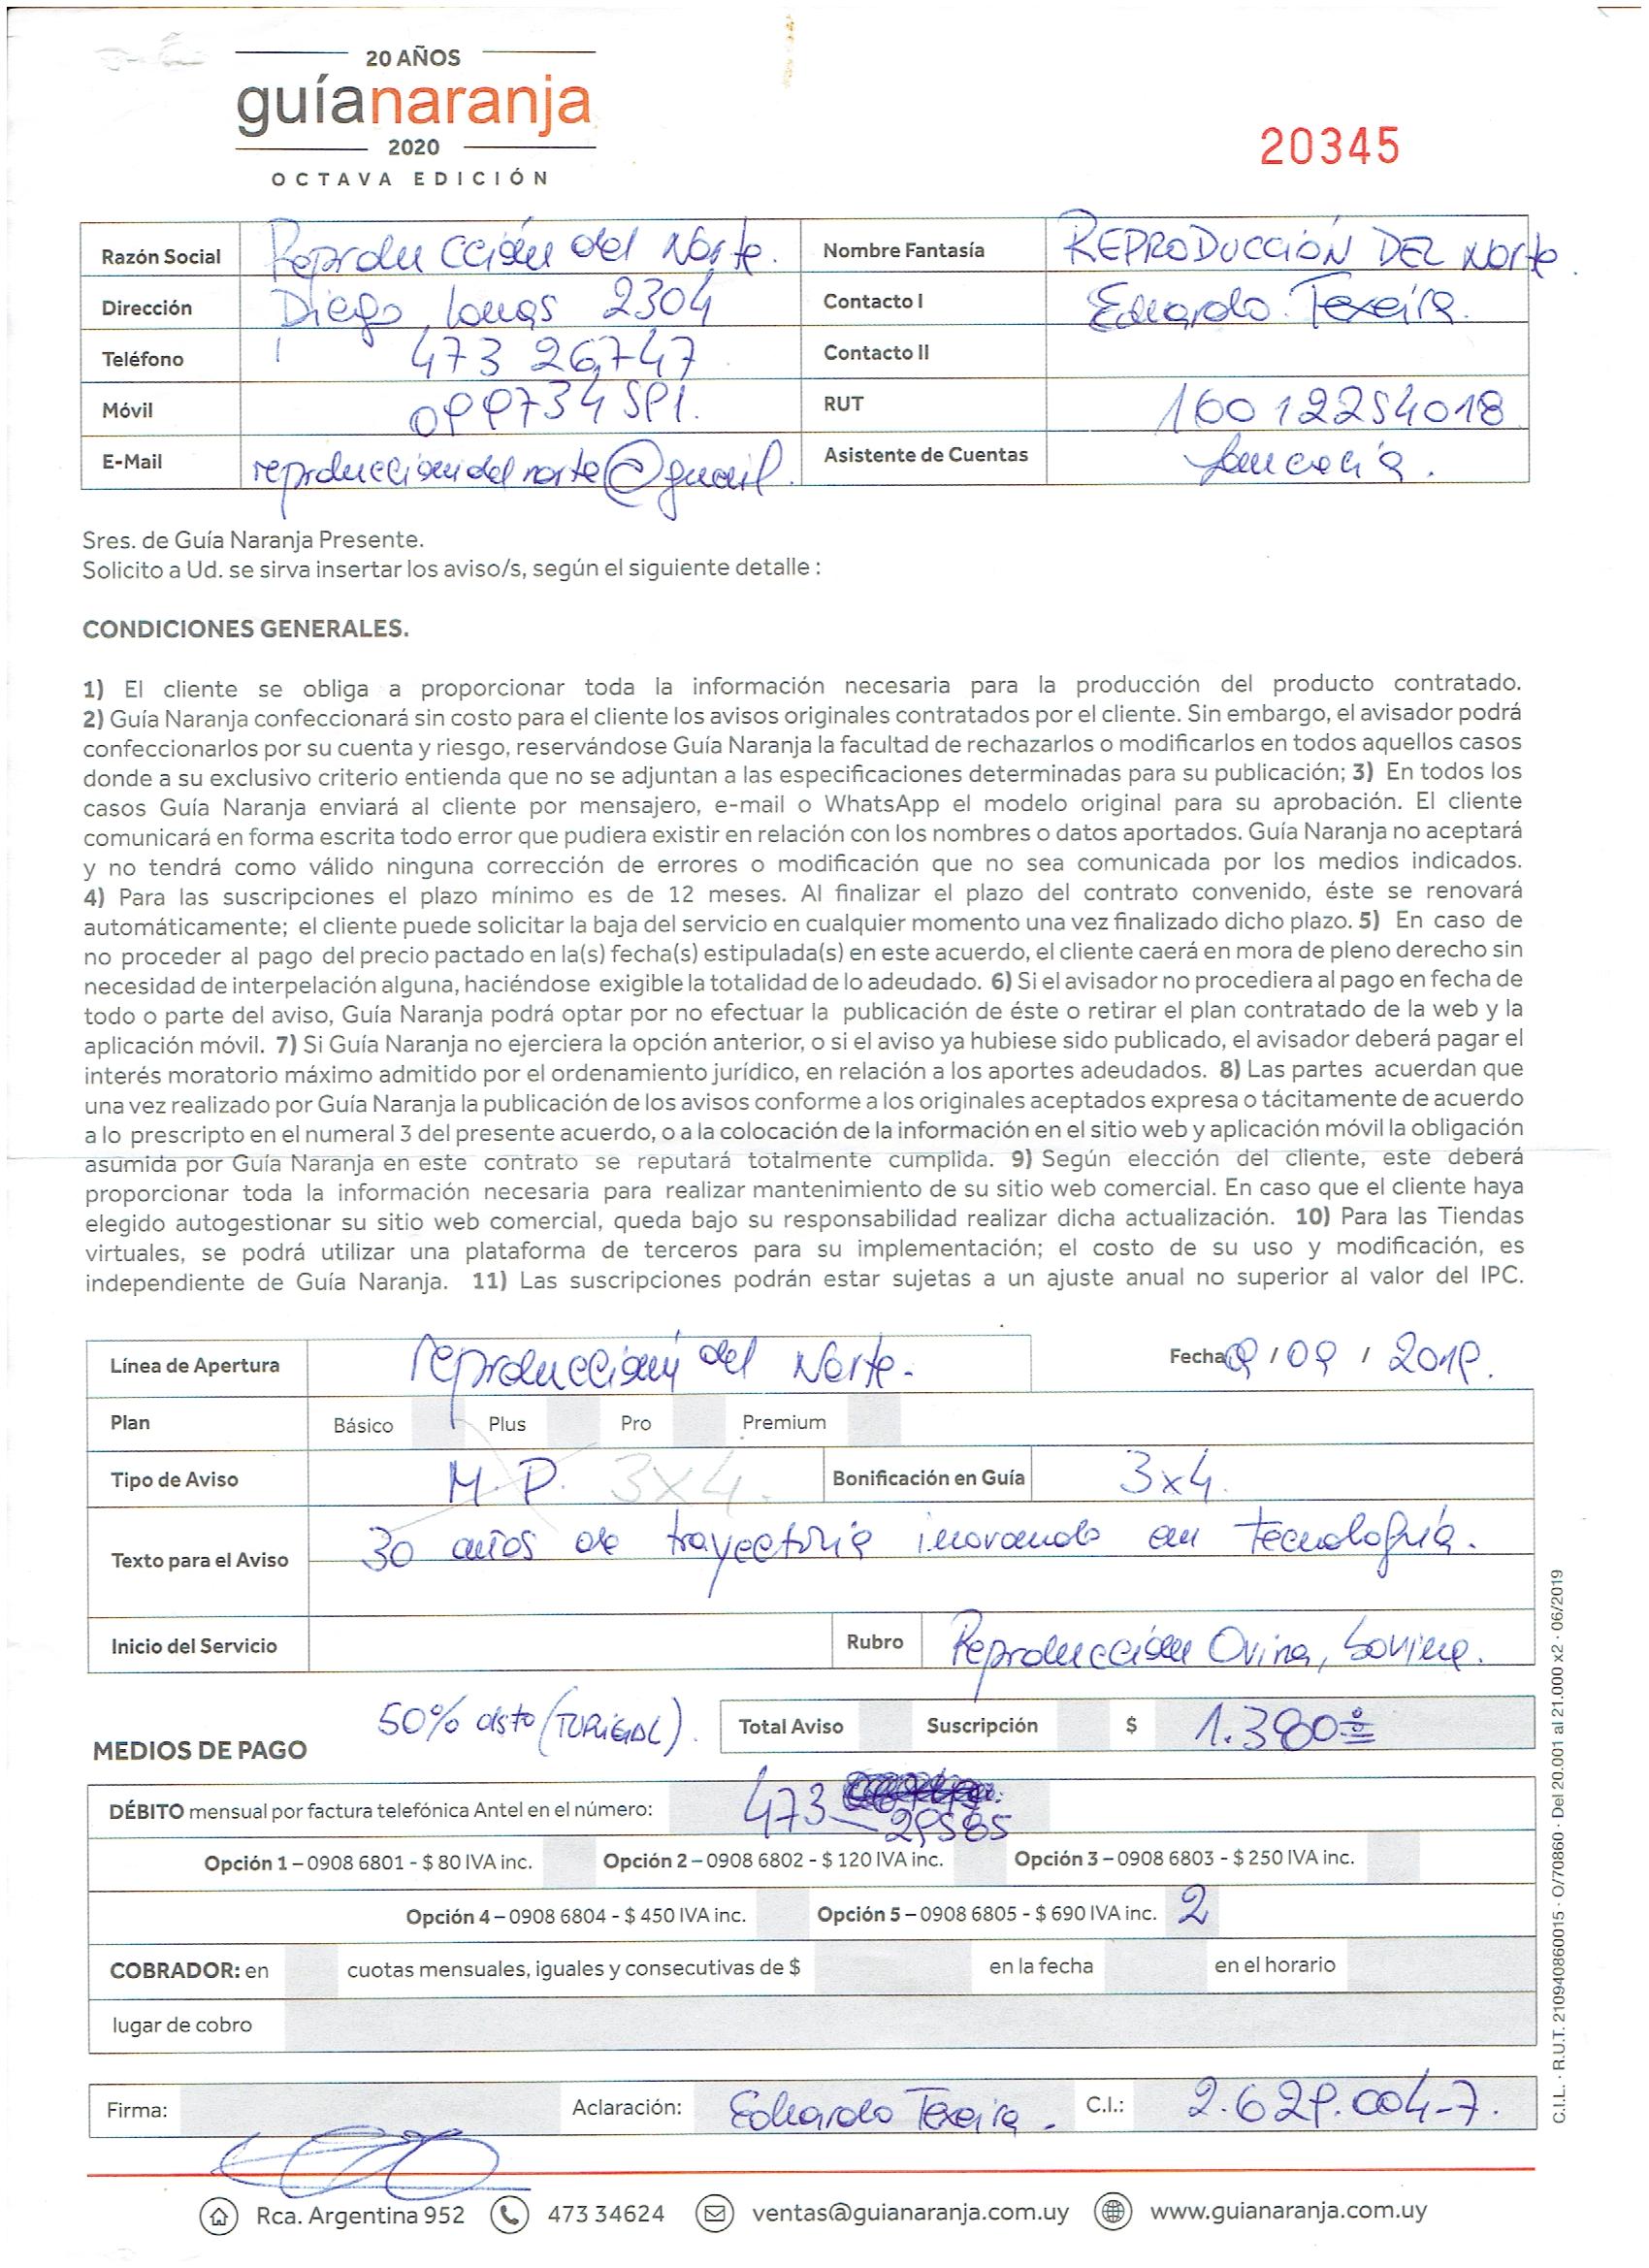 20 AÑOS
guíanaranja
2020
OCTAVA EDICIÓN
20345
Razón Social Reproducción del Norte. Nombre Fantasía REPRODUCCIÓN DEL Norte.
Dirección Diego Lamas 2304 Contacto I Eduardo Texeira.
Teléfono 473 26747 Contacto II
Móvil 099734591. RUT 16012254018
E-Mail reproducciondelnorte@gmail. Asistente de Cuentas
Sres. de Guía Naranja Presente.
Solicito a Ud. se sirva insertar los aviso/s, según el siguiente detalle :
CONDICIONES GENERALES.
1) El cliente se obliga a proporcionar toda la información necesaria para la producción del producto contratado.
2) Guía Naranja confeccionará sin costo para el cliente los avisos originales contratados por el cliente. Sin embargo, el avisador podrá
confeccionarlos por su cuenta y riesgo, reservándose Guía Naranja la facultad de rechazarlos o modificarlos en todos aquellos casos
donde a su exclusivo criterio entienda que no se adjuntan a las especificaciones determinadas para su publicación; 3) En todos los
casos Guía Naranja enviará al cliente por mensajero, e-mail o WhatsApp el modelo original para su aprobación. El cliente
comunicará en forma escrita todo error que pudiera existir en relación con los nombres o datos aportados. Guía Naranja no aceptará
y no tendrá como válido ninguna corrección de errores o modificación que no sea comunicada por los medios indicados.
4) Para las suscripciones el plazo mínimo es de 12 meses. Al finalizar el plazo del contrato convenido, éste se renovará
automáticamente; el cliente puede solicitar la baja del servicio en cualquier momento una vez finalizado dicho plazo. 5) En caso de
no proceder al pago del precio pactado en la(s) fecha(s) estipulada(s) en este acuerdo, el cliente caerá en mora de pleno derecho sin
necesidad de interpelación alguna, haciéndose exigible la totalidad de lo adeudado. 6) Si el avisador no procediera al pago en fecha de
todo o parte del aviso, Guía Naranja podrá optar por no efectuar la publicación de éste o retirar el plan contratado de la web y la
aplicación móvil. 7) Si Guía Naranja no ejerciera la opción anterior, o si el aviso ya hubiese sido publicado, el avisador deberá pagar el
interés moratorio máximo admitido por el ordenamiento jurídico, en relación a los aportes adeudados. 8) Las partes acuerdan que
una vez realizado por Guía Naranja la publicación de los avisos conforme a los originales aceptados expresa o tácitamente de acuerdo
a lo prescripto en el numeral 3 del presente acuerdo, o a la colocación de la información en el sitio web y aplicación móvil la obligación
asumida por Guía Naranja en este contrato se reputará totalmente cumplida. 9) Según elección del cliente, este deberá
proporcionar toda la información necesaria para realizar mantenimiento de su sitio web comercial. En caso que el cliente haya
elegido autogestionar su sitio web comercial, queda bajo su responsabilidad realizar dicha actualización. 10) Para las Tiendas
virtuales, se podrá utilizar una plataforma de terceros para su implementación; el costo de su uso y modificación, es
independiente de Guía Naranja. 11) Las suscripciones podrán estar sujetas a un ajuste anual no superior al valor del IPC.
Línea de Apertura reproducción del Norte. Fecha / 09 / 2019.
Plan Básico Plus Pro Premium
Tipo de Aviso M.P. 3x4. Bonificación en Guía 3x4.
Texto para el Aviso 30 años de trayectoria inovando en tecnología.
Inicio del Servicio Rubro Reproducción Ovina, bovina.
50% dsto
Total Aviso Suscripción $ 1.380
MEDIOS DE PAGO
DÉBITO mensual por factura telefónica Antel en el número: 473 29585
Opción 1 – 0908 6801 - $ 80 IVA inc. Opción 2 – 0908 6802 - $ 120 IVA inc. Opción 3 – 0908 6803 - $ 250 IVA inc.
Opción 4 – 0908 6804 - $ 450 IVA inc. Opción 5 – 0908 6805 - $ 690 IVA inc. 2
COBRADOR: en cuotas mensuales, iguales y consecutivas de $ en la fecha en el horario
lugar de cobro
Firma: Aclaración: Eduardo Texeira. C.I.: 2.629.004-7.
Rca. Argentina 952 473 34624 ventas@guianaranja.com.uy www.guianaranja.com.uy
C.I.L. · R.U.T. 210940860015 · O/70860 · Del 20.001 al 21.000 x2 · 06/2019